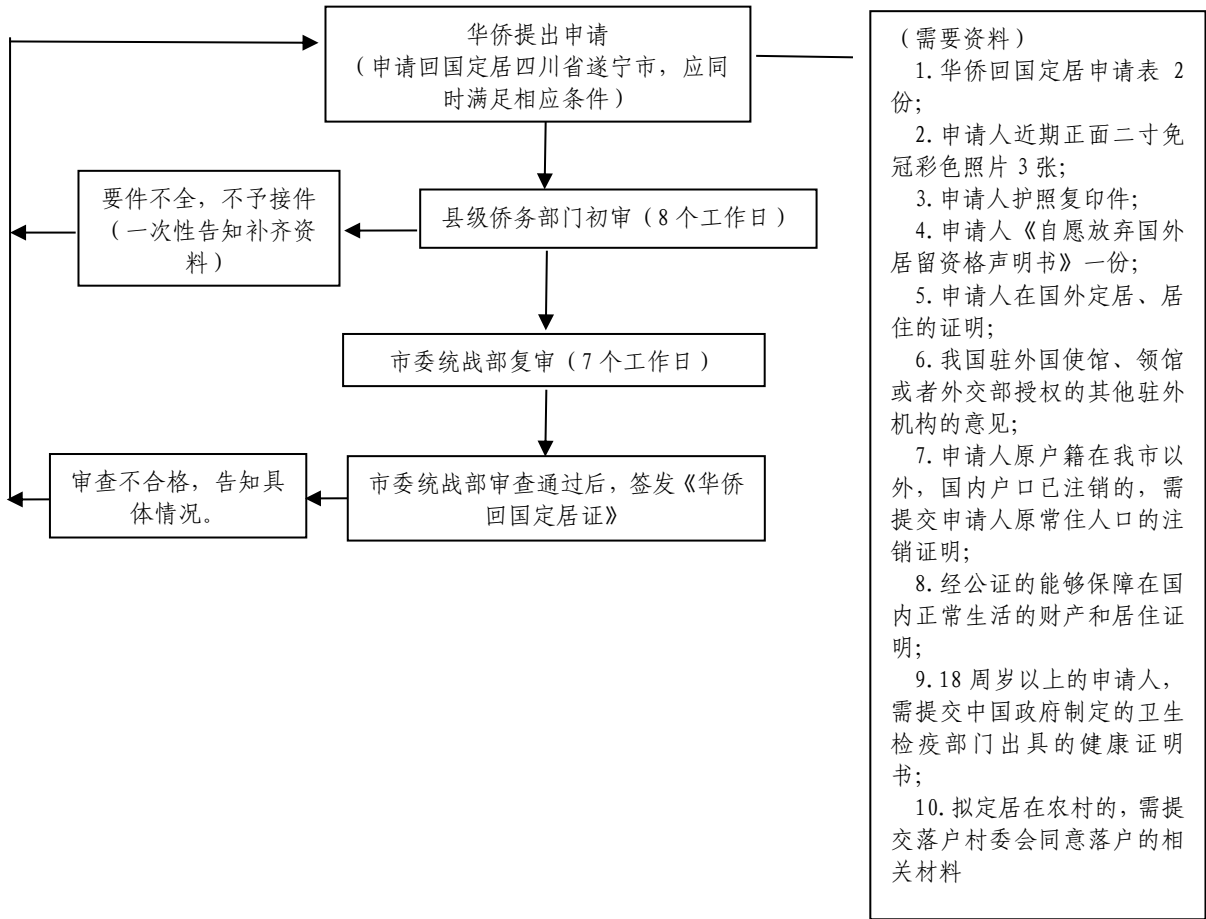 华侨提出申请
（申请回国定居四川省遂宁市，应同
时满足相应条件）
要件不全，不予接件
（一次性告知补齐资
料）
县级侨务部门初审（8个工作日）
市委统战部复审（7个工作日）
审查不合格，告知具
体情况。
市委统战部审查通过后，签发《华侨
回国定居证》
（需要资料）
1.华侨回国定居申请表 2
份；
2.申请人近期正面二寸免
冠彩色照片 3 张；
3.申请人护照复印件；
4.申请人《自愿放弃国外
居留资格声明书》一份；
5.申请人在国外定居、居
住的证明；
6.我国驻外国使馆、领馆
或者外交部授权的其他驻外
机构的意见；
7.申请人原户籍在我市以
外，国内户口已注销的，需
提交申请人原常住人口的注
销证明；
8.经公证的能够保障在国
内正常生活的财产和居住证
明；
9.18 周岁以上的申请人，
需提交中国政府制定的卫生
检疫部门出具的健康证明
书；
10.拟定居在农村的，需提
交落户村委会同意落户的相
关材料